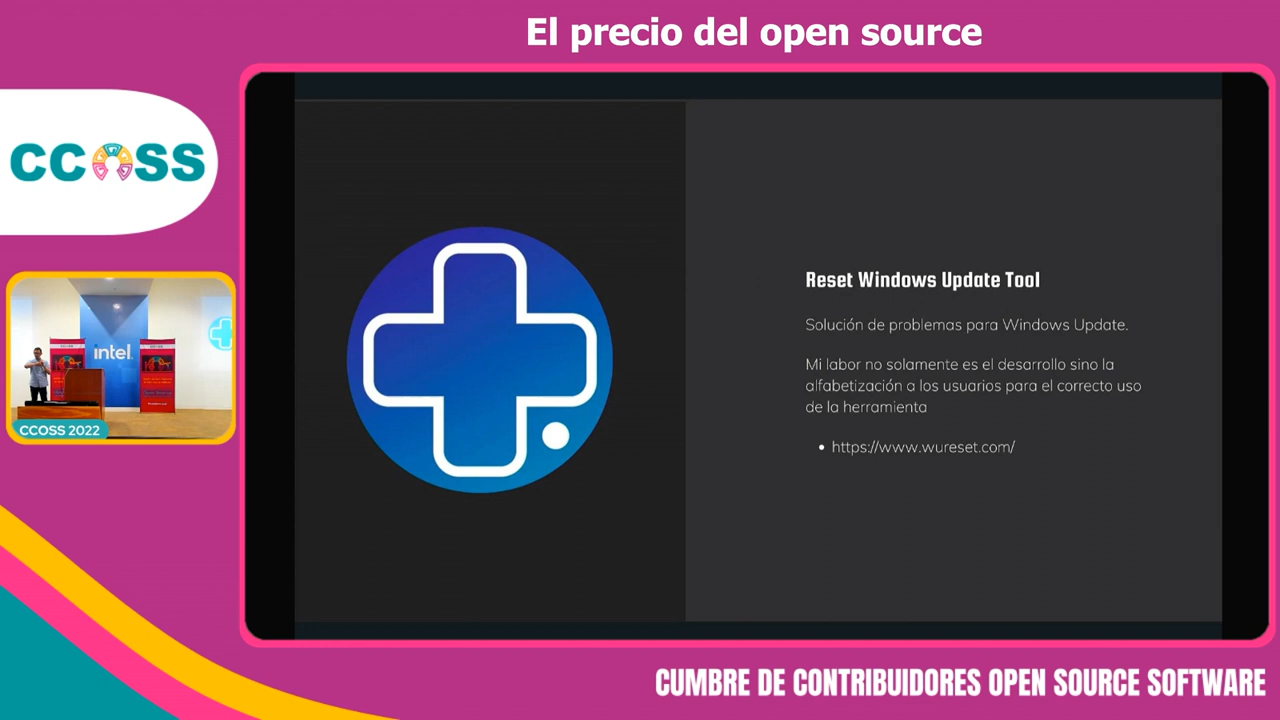 El precio del open source
CCOSS
intel.
CCOSS 2022
Reset Windows Update Tool
Solución de problemas para Windows Update.
Mi labor no solamente es el desarrollo sino la
alfabetización a los usuarios para el correcto uso
de la herramienta
• https://www.wureset.com/
CUMBRE DE CONTRIBUIDORES OPEN SOURCE SOFTWARE